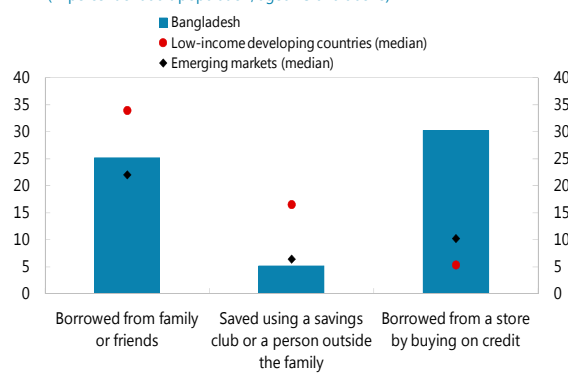 Bangladesh
Low-income developing countries (median)
Emerging markets (median)
40 40
35 35
30 30
25 25
20 20
15 15
10 10
5 5
0 0
Borrowed from family Saved using a savings Borrowed from a store
or friends club or a person outside by buying on credit
the family